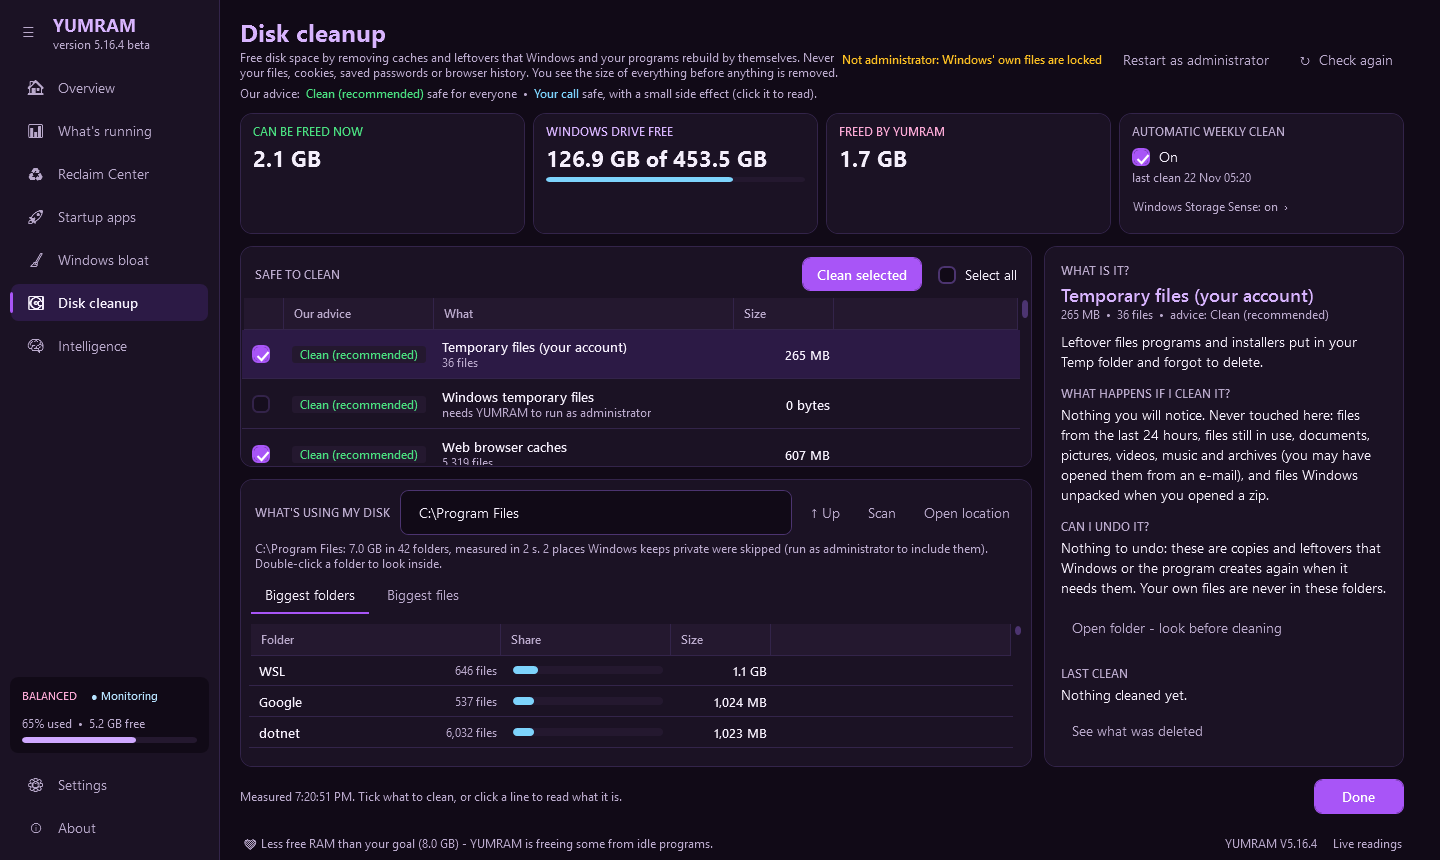 YUMRAM
version 5.16.4 beta
Overview
What's running
Reclaim Center
Startup apps
Windows bloat
Disk cleanup
Intelligence
BALANCED • Monitoring
65% used • 5.2 GB free
Settings
About
Disk cleanup
Free disk space by removing caches and leftovers that Windows and your programs rebuild by themselves. Never
your files, cookies, saved passwords or browser history. You see the size of everything before anything is removed.
Not administrator: Windows' own files are locked
Restart as administrator
↻ Check again
Our advice: Clean (recommended) safe for everyone • Your call safe, with a small side effect (click it to read).
CAN BE FREED NOW
2.1 GB
WINDOWS DRIVE FREE
126.9 GB of 453.5 GB
FREED BY YUMRAM
1.7 GB
AUTOMATIC WEEKLY CLEAN
On
last clean 22 Nov 05:20
Windows Storage Sense: on ›
SAFE TO CLEAN
Clean selected
Select all
Our advice What Size
Clean (recommended) Temporary files (your account) 265 MB
36 files
Clean (recommended) Windows temporary files 0 bytes
needs YUMRAM to run as administrator
Clean (recommended) Web browser caches 607 MB
5,319 files
WHAT'S USING MY DISK
C:\Program Files
↑ Up
Scan
Open location
C:\Program Files: 7.0 GB in 42 folders, measured in 2 s. 2 places Windows keeps private were skipped (run as administrator to include them).
Double-click a folder to look inside.
Biggest folders
Biggest files
Folder Share Size
WSL 646 files 1.1 GB
Google 537 files 1,024 MB
dotnet 6,032 files 1,023 MB
WHAT IS IT?
Temporary files (your account)
265 MB • 36 files • advice: Clean (recommended)
Leftover files programs and installers put in your
Temp folder and forgot to delete.
WHAT HAPPENS IF I CLEAN IT?
Nothing you will notice. Never touched here: files
from the last 24 hours, files still in use, documents,
pictures, videos, music and archives (you may have
opened them from an e-mail), and files Windows
unpacked when you opened a zip.
CAN I UNDO IT?
Nothing to undo: these are copies and leftovers that
Windows or the program creates again when it
needs them. Your own files are never in these folders.
Open folder - look before cleaning
LAST CLEAN
Nothing cleaned yet.
See what was deleted
Measured 7:20:51 PM. Tick what to clean, or click a line to read what it is.
Done
Less free RAM than your goal (8.0 GB) - YUMRAM is freeing some from idle programs.
YUMRAM V5.16.4
Live readings